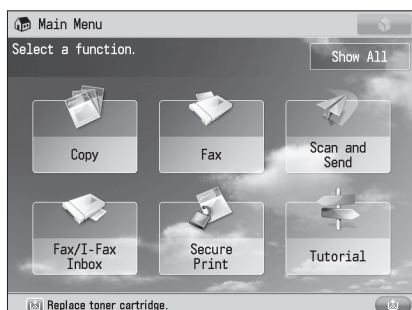 Main Menu
Select a function.
Show All
Copy
Fax
Scan and
Send
Fax/I-Fax
Inbox
Secure
Print
Tutorial
Replace toner cartridge.